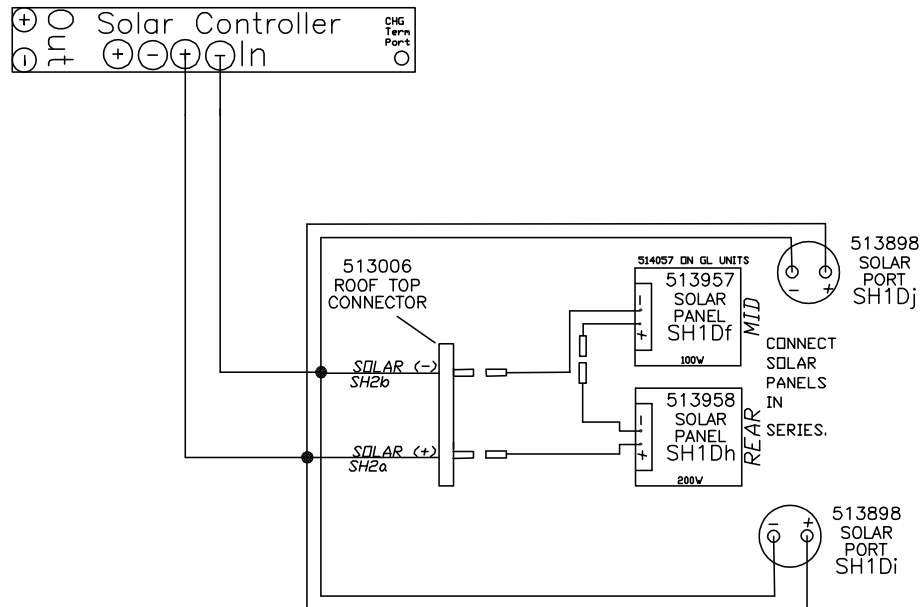 + Out -
Solar Controller
+ - + - In
CHG
Term
Port
513006
ROOF TOP
CONNECTOR
SOLAR (-)
SH2b
SOLAR (+)
SH2a
514057 ON GL UNITS
513957
SOLAR
PANEL
SH1Df
100W
- +
MID
513958
SOLAR
PANEL
SH1Dh
200W
- +
REAR
CONNECT
SOLAR
PANELS
IN
SERIES.
- +
513898
SOLAR
PORT
SH1Dj
- +
513898
SOLAR
PORT
SH1Di